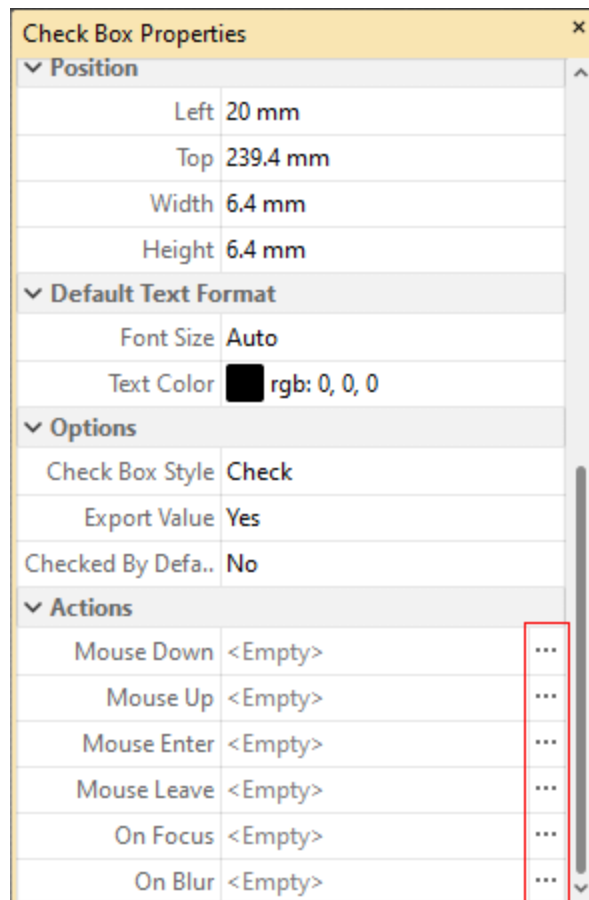 Check Box Properties
Position
Left 20 mm
Top 239.4 mm
Width 6.4 mm
Height 6.4 mm
Default Text Format
Font Size Auto
Text Color rgb: 0, 0, 0
Options
Check Box Style Check
Export Value Yes
Checked By Defa.. No
Actions
Mouse Down <Empty> ...
Mouse Up <Empty> ...
Mouse Enter <Empty> ...
Mouse Leave <Empty> ...
On Focus <Empty> ...
On Blur <Empty> ...